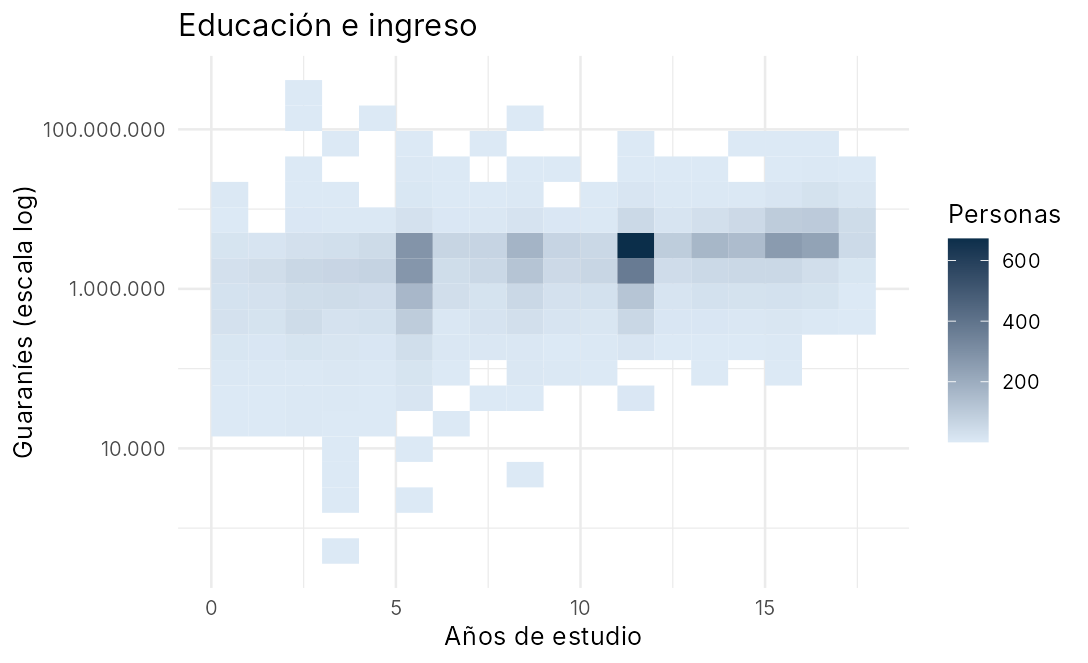 Educación e ingreso
Guaraníes (escala log)
100.000.000
1.000.000
10.000
0
5
10
15
Años de estudio
Personas
600
400
200